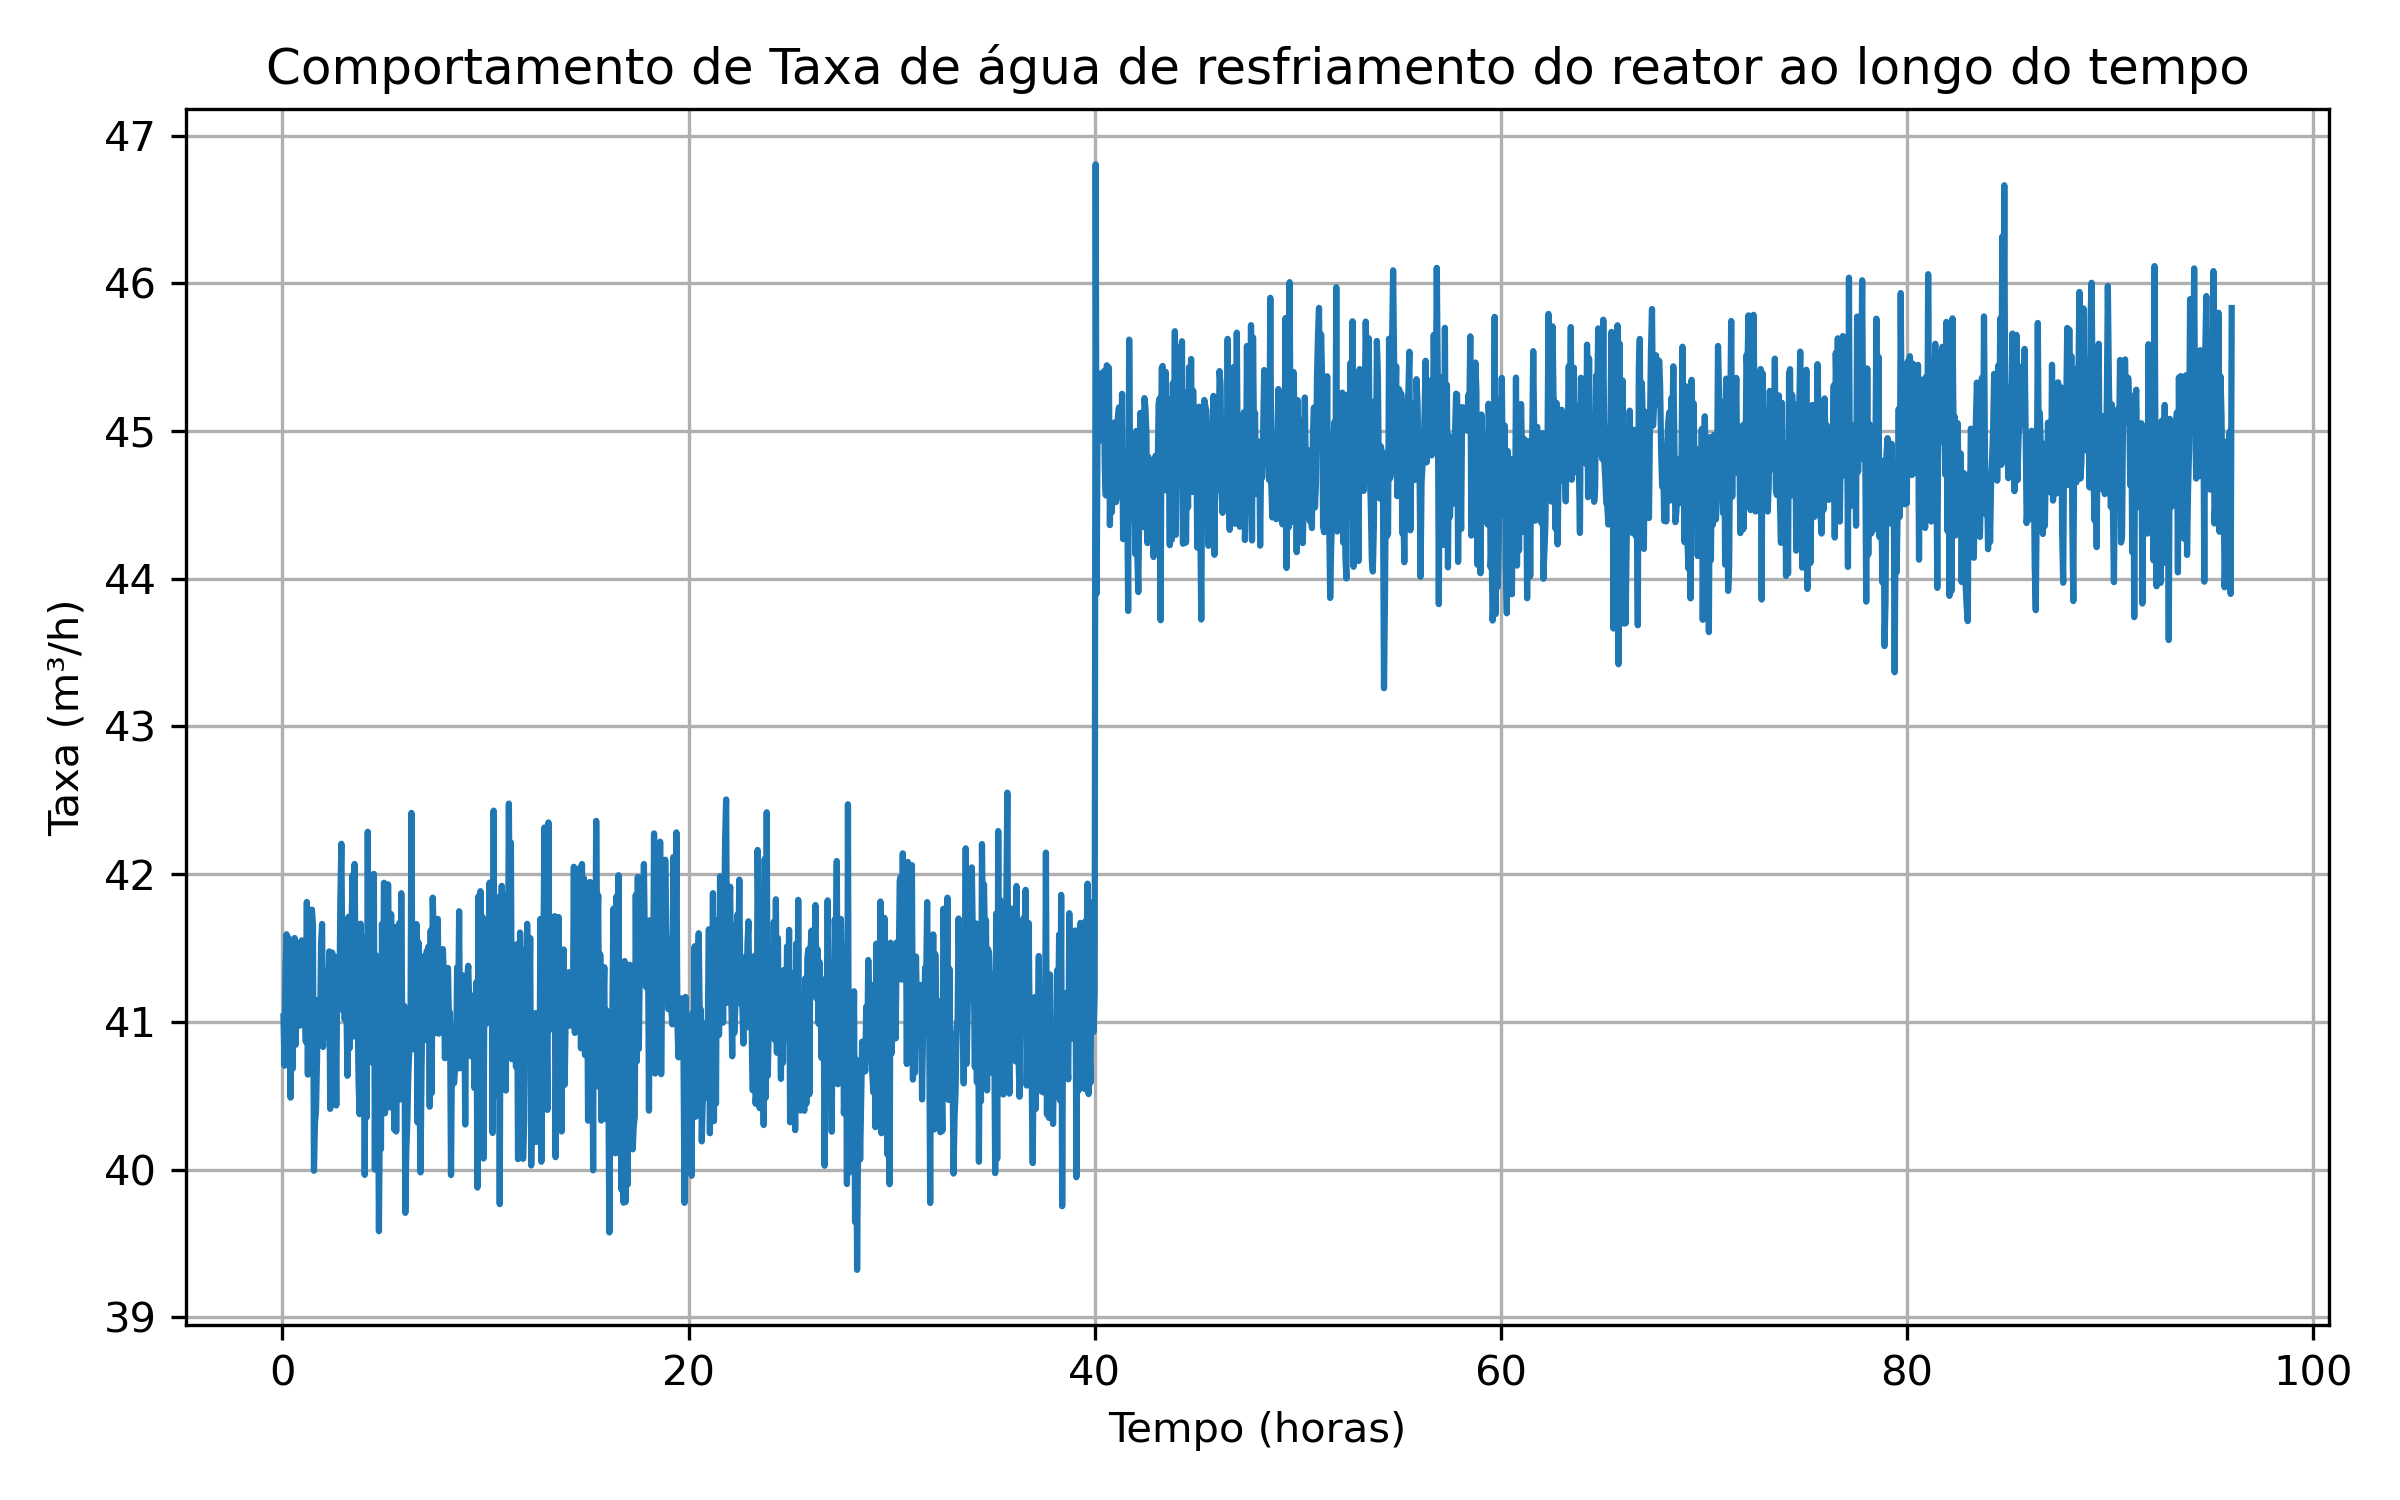 Comportamento de Taxa de água de resfriamento do reator ao longo do tempo
Taxa (m³/h)
47
46
45
44
43
42
41
40
39
0 20 40 60 80 100
Tempo (horas)